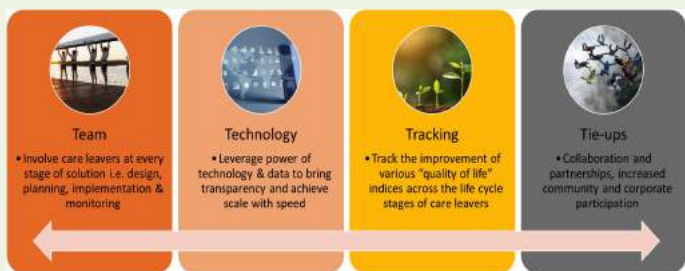 Team
• Involve care leavers at every
stage of solution i.e. design,
planning, implementation &
monitoring
Technology
• Leverage power of
technology & data to bring
transparency and achieve
scale with speed
Tracking
• Track the improvement of
various “quality of life”
indices across the life cycle
stages of care leavers
Tie-ups
• Collaboration and
partnerships, increased
community and corporate
participation